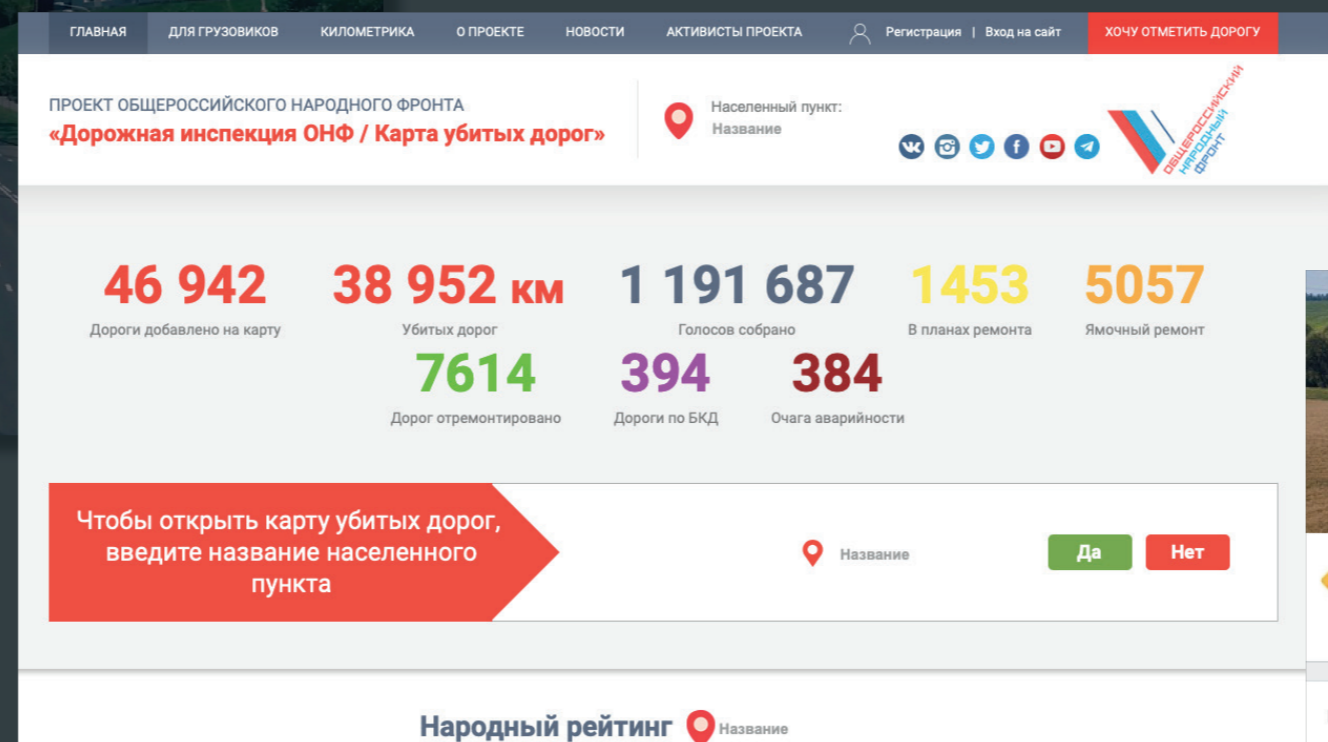 ГЛАВНАЯ ДЛЯ ГРУЗОВИКОВ КИЛОМЕТРИКА О ПРОЕКТЕ НОВОСТИ АКТИВИСТЫ ПРОЕКТА Регистрация | Вход на сайт ХОЧУ ОТМЕТИТЬ ДОРОГУ
ПРОЕКТ ОБЩЕРОССИЙСКОГО НАРОДНОГО ФРОНТА
«Дорожная инспекция ОНФ / Карта убитых дорог»
Населенный пункт:
Название
ОБЩЕРОССИЙСКИЙ
НАРОДНЫЙ
ФРОНТ
46 942 38 952 км 1 191 687 1453 5057
Дороги добавлено на карту Убитых дорог Голосов собрано В планах ремонта Ямочный ремонт
7614 394 384
Дорог отремонтировано Дороги по БКД Очага аварийности
Чтобы открыть карту убитых дорог,
введите название населенного
пункта
Название Да Нет
Народный рейтинг Название